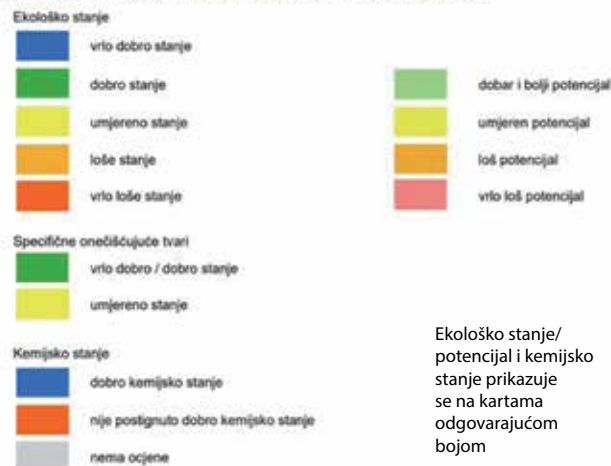 Ekološko stanje
vrlo dobro stanje
dobro stanje
umjereno stanje
loše stanje
vrlo loše stanje
dobar i bolji potencijal
umjeren potencijal
loš potencijal
vrlo loš potencijal
Specifične onečišćujuće tvari
vrlo dobro / dobro stanje
umjereno stanje
Kemijsko stanje
dobro kemijsko stanje
nije postignuto dobro kemijsko stanje
nema ocjene
Ekološko stanje/
potencijal i kemijsko
stanje prikazuje
se na kartama
odgovarajućom
bojom